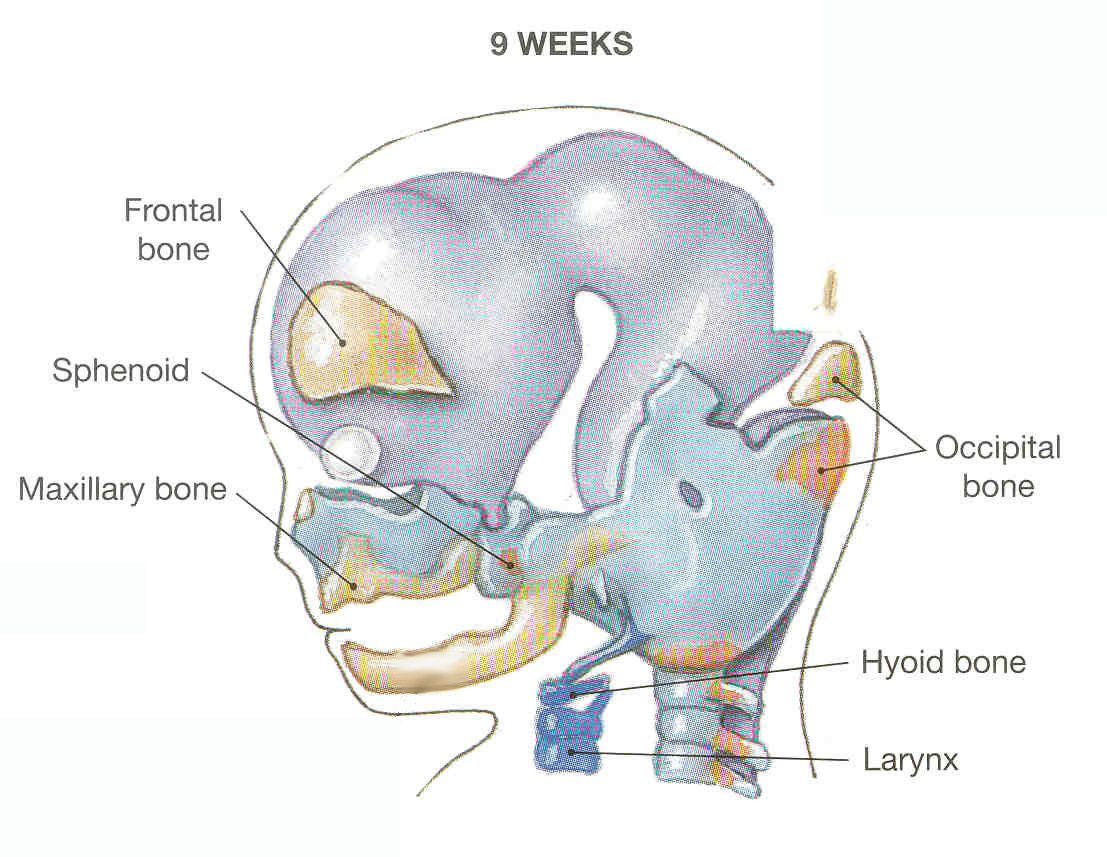 9 WEEKS
Frontal
bone
Sphenoid
Maxillary bone
Occipital
bone
Hyoid bone
Larynx